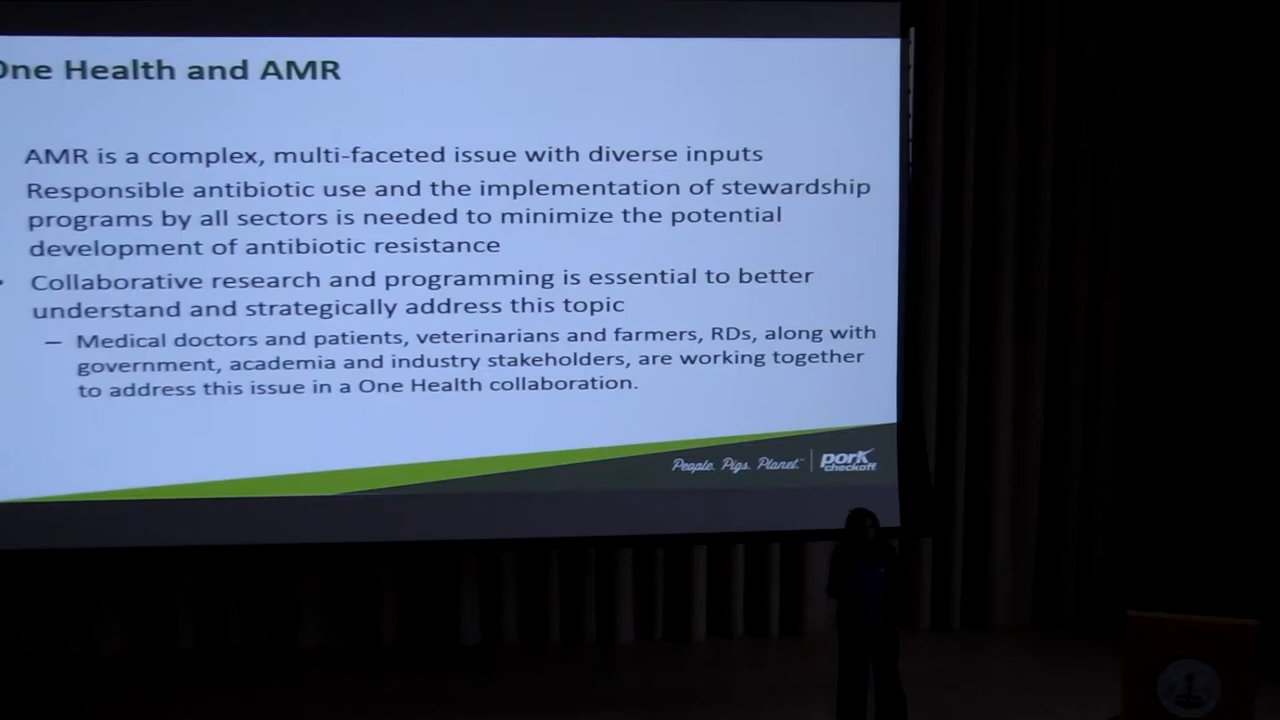 One Health and AMR
AMR is a complex, multi-faceted issue with diverse inputs
Responsible antibiotic use and the implementation of stewardship
programs by all sectors is needed to minimize the potential
development of antibiotic resistance
• Collaborative research and programming is essential to better
understand and strategically address this topic
— Medical doctors and patients, veterinarians and farmers, RDs, along with
government, academia and industry stakeholders, are working together
to address this issue in a One Health collaboration.
People. Pigs. Planet.™ pork
checkoff